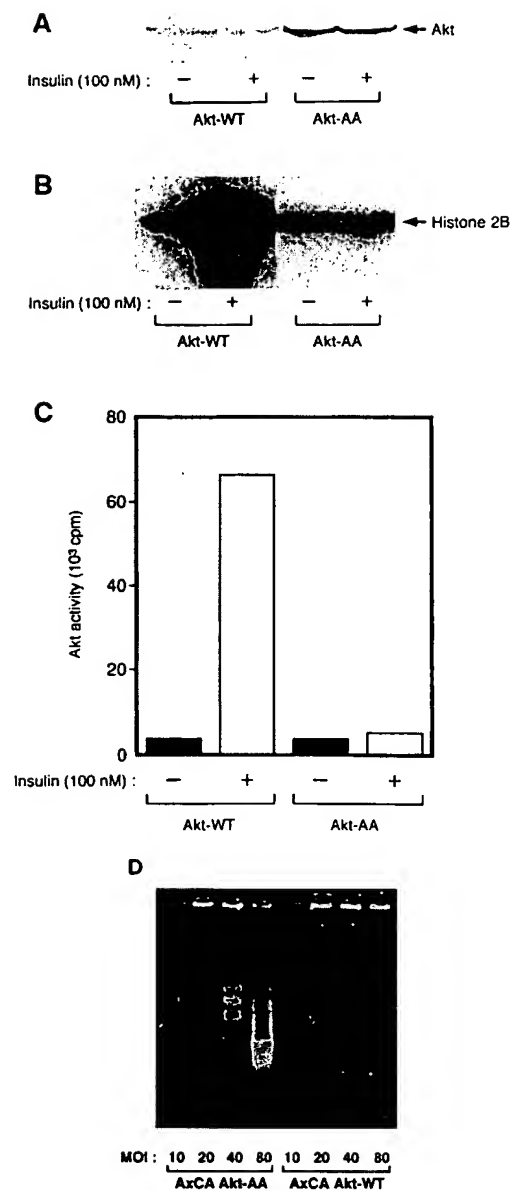 A
Akt
Insulin (100 nM) : − + − +
Akt-WT Akt-AA
B
Histone 2B
Insulin (100 nM) : − + − +
Akt-WT Akt-AA
C
80
60
40
20
0
Akt activity (10³ cpm)
Insulin (100 nM) : − + − +
Akt-WT Akt-AA
D
MOI : 10 20 40 80 10 20 40 80
AxCA Akt-AA AxCA Akt-WT